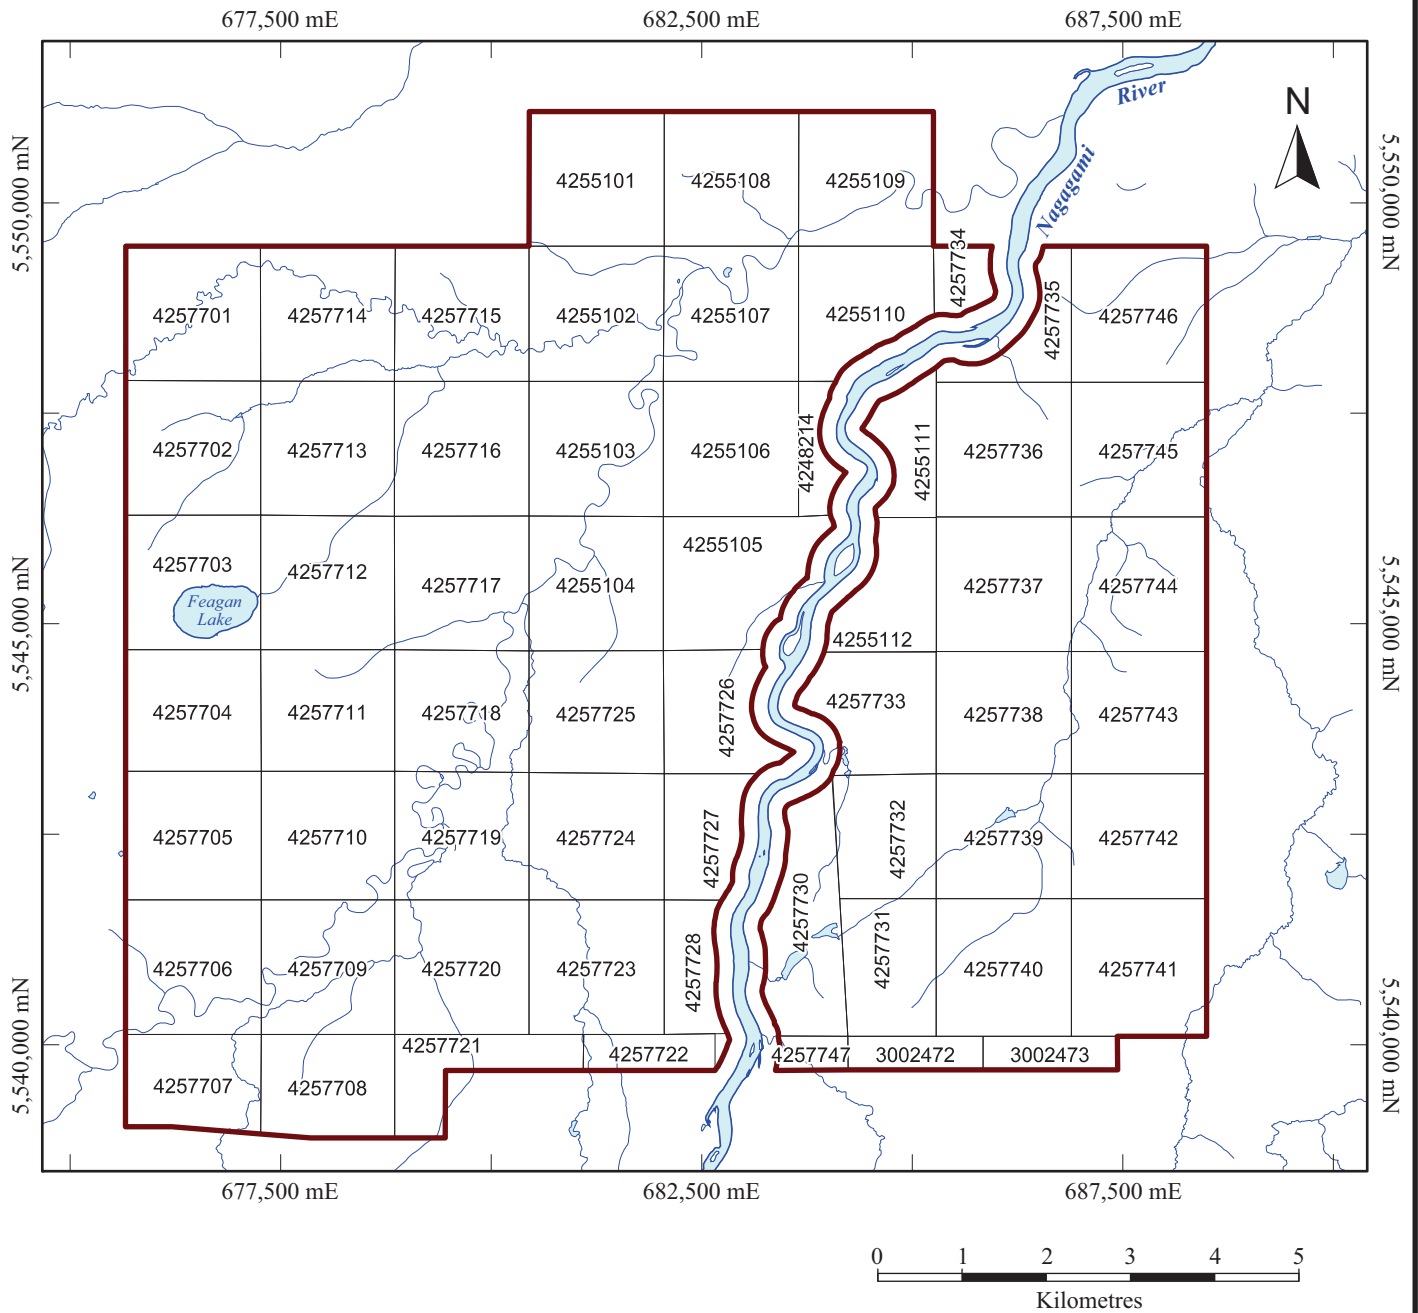 677,500 mE 682,500 mE 687,500 mE
River
N
5,550,000 mN
5,550,000 mN
Nagagami
4255101 4255108 4255109
4257734
4257735
4257701 4257714 4257715 4255102 4255107 4255110 4257746
4257702 4257713 4257716 4255103 4255106 4248214 4255111 4257736 4257745
4255105
4257703 4257712 4257717 4255104 4257737 4257744
Feagan
Lake
5,545,000 mN
5,545,000 mN
4255112
4257704 4257711 4257718 4257725 4257726 4257733 4257738 4257743
4257705 4257710 4257719 4257724 4257727 4257732 4257739 4257742
4257730
4257731
4257706 4257709 4257720 4257723 4257728 4257740 4257741
5,540,000 mN
5,540,000 mN
4257721 4257722 4257747 3002472 3002473
4257707 4257708
677,500 mE 682,500 mE 687,500 mE
0 1 2 3 4 5
Kilometres